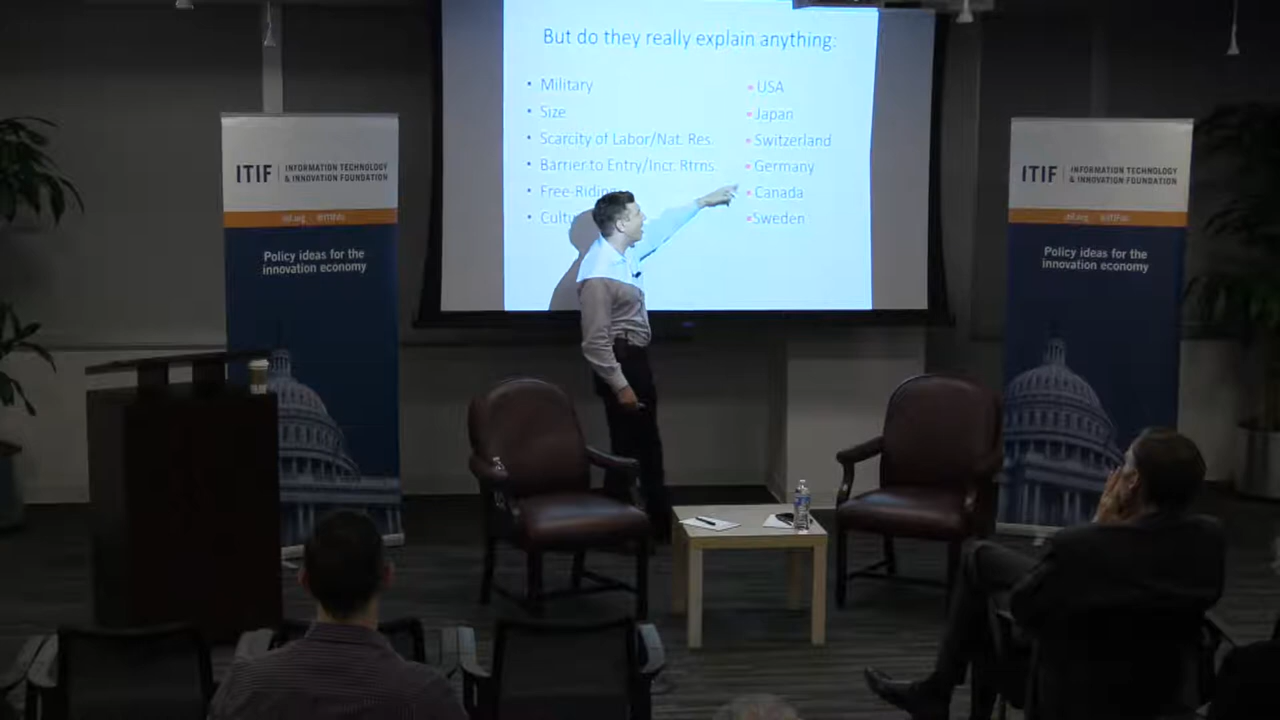 But do they really explain anything:
• Military
• Size
• Scarcity of Labor/Nat. Res.
• Barrier to Entry/Incr. Rtrns.
• Free-Riding
• Cultu
▪ USA
▪ Japan
▪ Switzerland
▪ Germany
▪ Canada
▪ Sweden
ITIF | INFORMATION TECHNOLOGY
& INNOVATION FOUNDATION
itif.org
Policy ideas for the
innovation economy
ITIF | INFORMATION TECHNOLOGY
& INNOVATION FOUNDATION
itif.org
Policy ideas for the
innovation economy